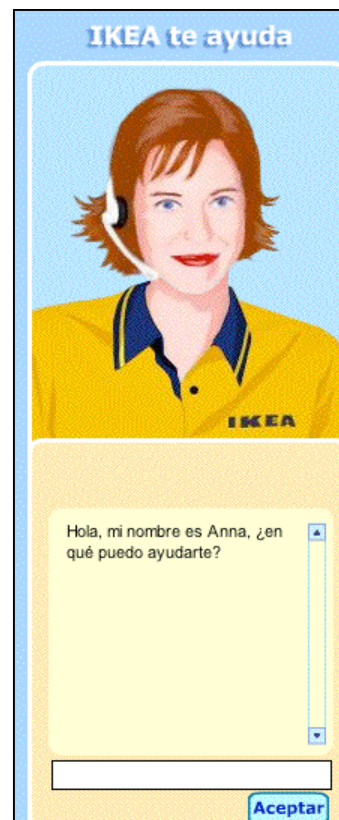 IKEA te ayuda
IKEA
Hola, mi nombre es Anna, ¿en
qué puedo ayudarte?
Aceptar